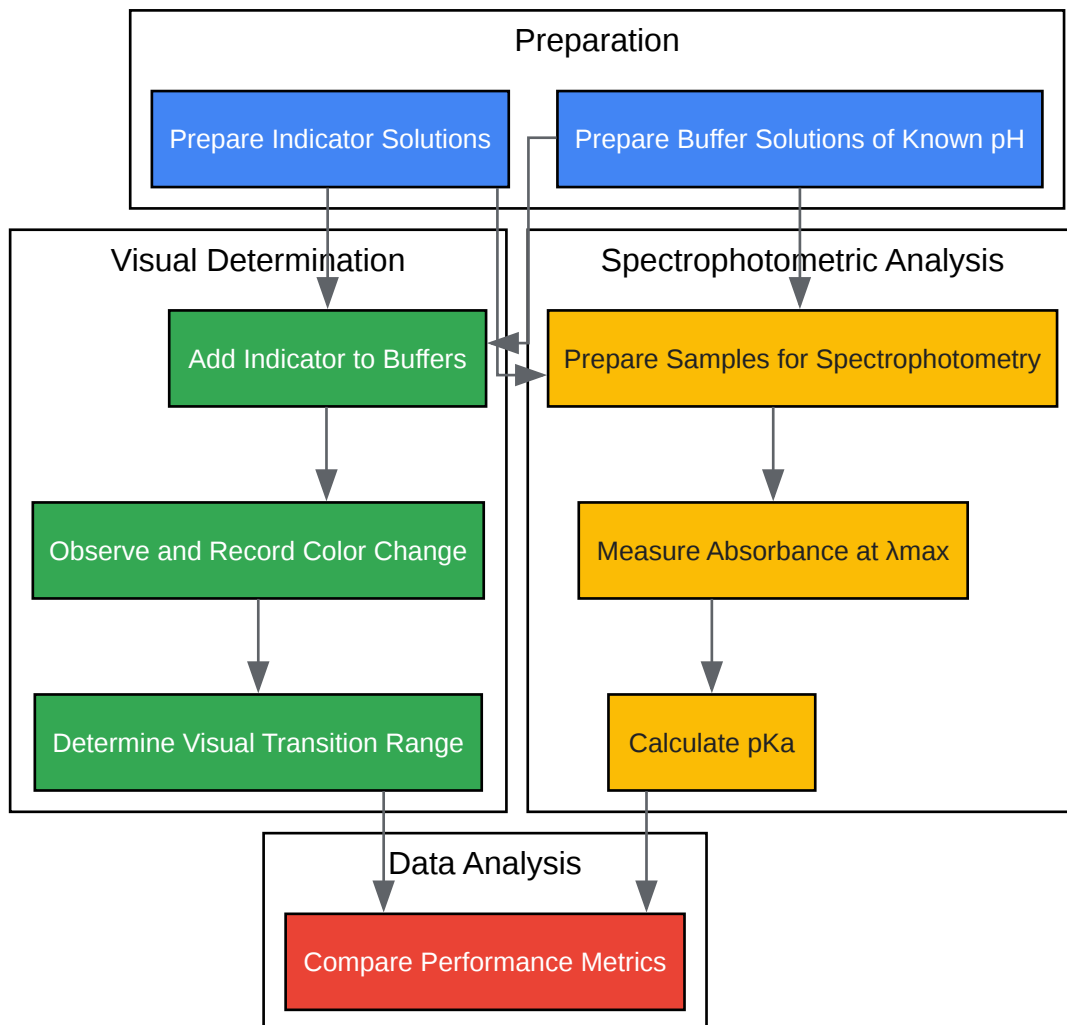 Preparation
Prepare Indicator Solutions
Prepare Buffer Solutions of Known pH
Visual Determination
Spectrophotometric Analysis
Add Indicator to Buffers
Prepare Samples for Spectrophotometry
Observe and Record Color Change
Measure Absorbance at λmax
Determine Visual Transition Range
Calculate pKa
Data Analysis
Compare Performance Metrics